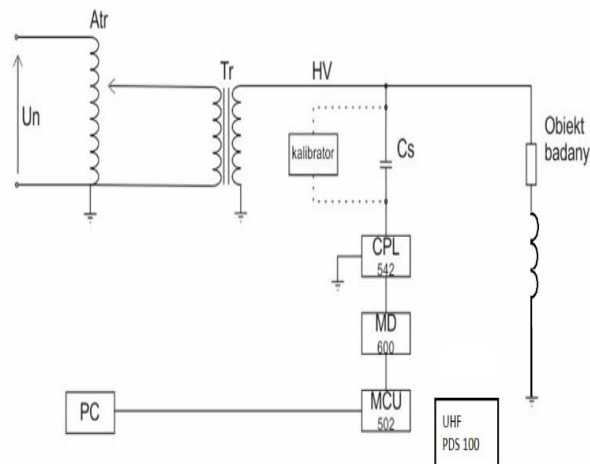 Atr
Un
Tr
HV
kalibrator
Cs
Obiekt
badany
CPL
542
MD
600
MCU
502
PC
UHF
PDS 100